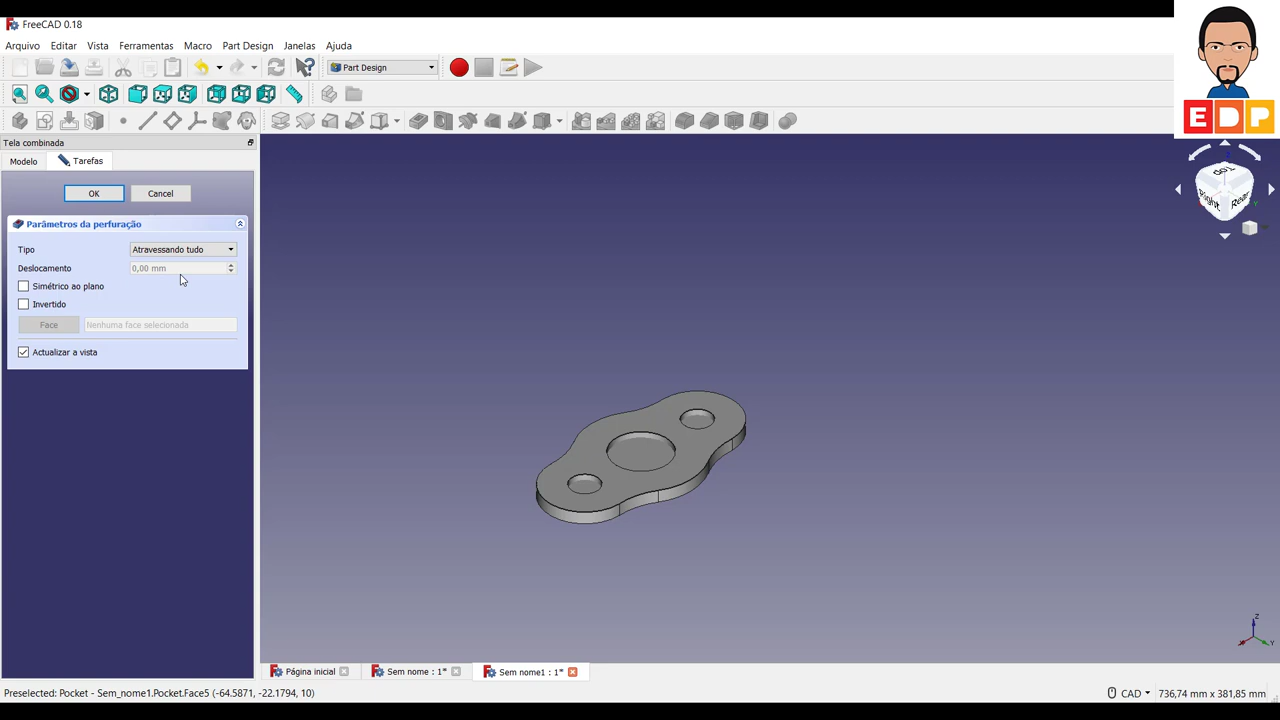 FreeCAD 0.18
Arquivo Editar Vista Ferramentas Macro Part Design Janelas Ajuda
Part Design
EDP
Tela combinada
Modelo Tarefas
OK Cancel
Parâmetros da perfuração
Tipo Atravessando tudo
Deslocamento 0,00 mm
Simétrico ao plano
Invertido
Face Nenhuma face selecionada
Actualizar a vista
Top
Right Rear
Z
X Y
Página inicial Sem nome : 1* Sem nome1 : 1*
Preselected: Pocket - Sem_nome1.Pocket.Face5 (-64.5871, -22.1794, 10) CAD 736,74 mm x 381,85 mm